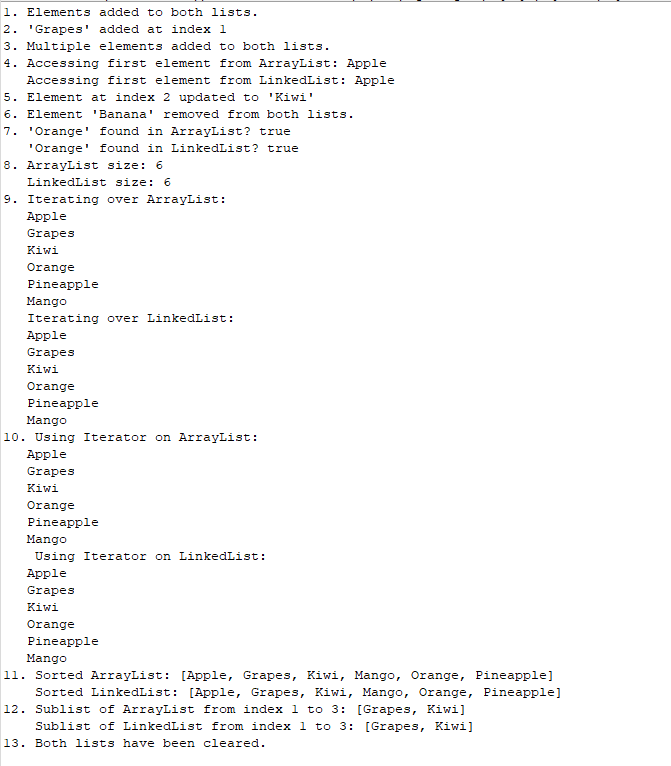 1. Elements added to both lists.
2. 'Grapes' added at index 1
3. Multiple elements added to both lists.
4. Accessing first element from ArrayList: Apple
   Accessing first element from LinkedList: Apple
5. Element at index 2 updated to 'Kiwi'
6. Element 'Banana' removed from both lists.
7. 'Orange' found in ArrayList? true
   'Orange' found in LinkedList? true
8. ArrayList size: 6
   LinkedList size: 6
9. Iterating over ArrayList:
   Apple
   Grapes
   Kiwi
   Orange
   Pineapple
   Mango
   Iterating over LinkedList:
   Apple
   Grapes
   Kiwi
   Orange
   Pineapple
   Mango
10. Using Iterator on ArrayList:
   Apple
   Grapes
   Kiwi
   Orange
   Pineapple
   Mango
    Using Iterator on LinkedList:
   Apple
   Grapes
   Kiwi
   Orange
   Pineapple
   Mango
11. Sorted ArrayList: [Apple, Grapes, Kiwi, Mango, Orange, Pineapple]
    Sorted LinkedList: [Apple, Grapes, Kiwi, Mango, Orange, Pineapple]
12. Sublist of ArrayList from index 1 to 3: [Grapes, Kiwi]
    Sublist of LinkedList from index 1 to 3: [Grapes, Kiwi]
13. Both lists have been cleared.